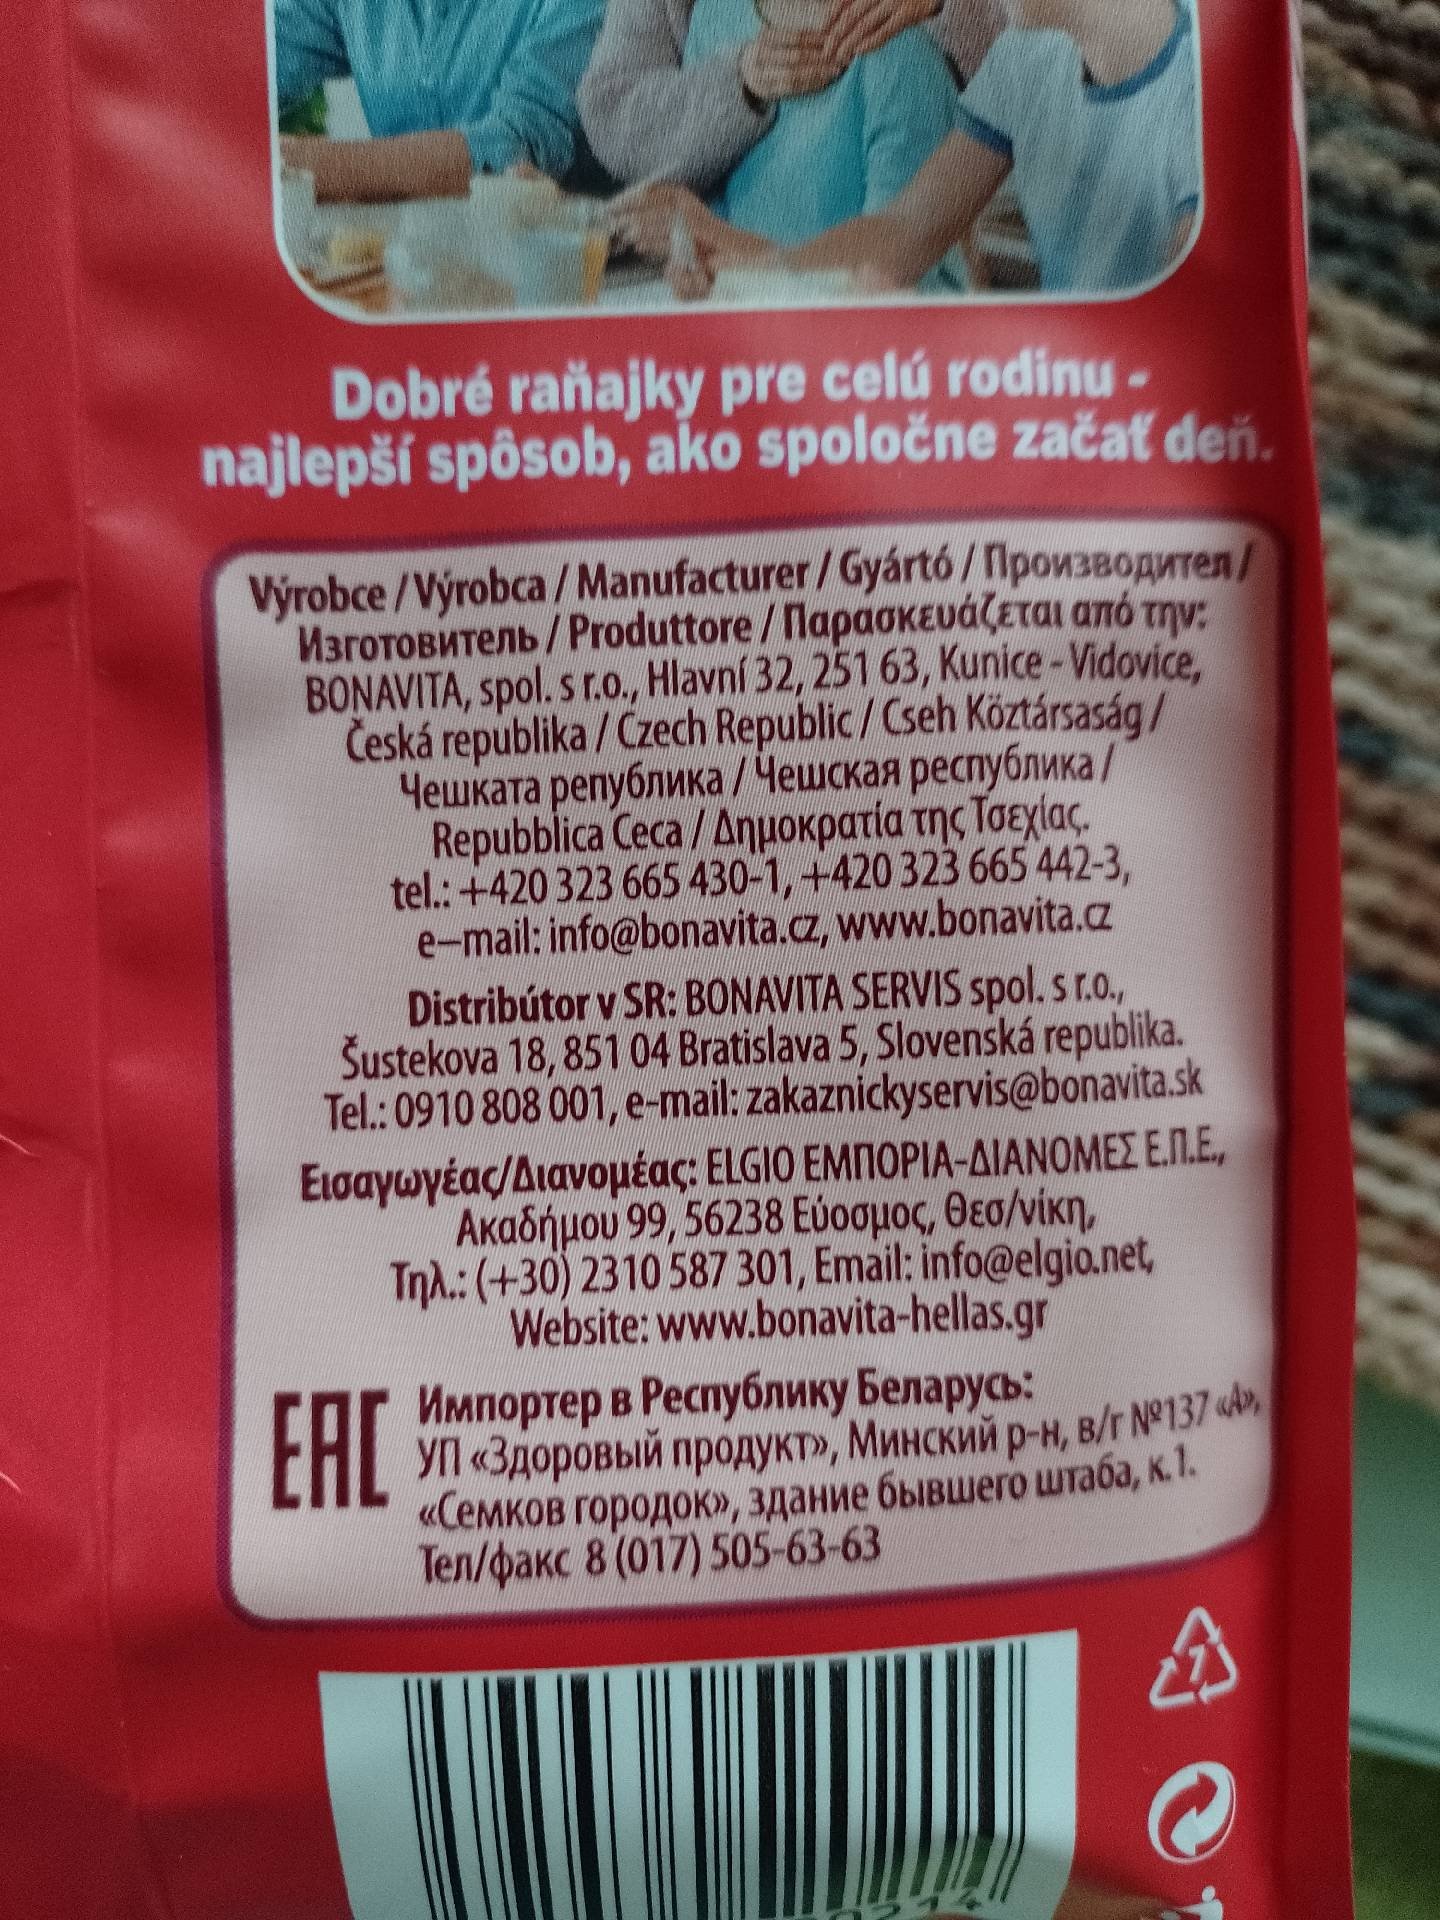 Dobré raňajky pre celú rodinu -
najlepší spôsob, ako spoločne začať deň.
Výrobce / Výrobca / Manufacturer / Gyártó / Производител /
Изготовитель / Produttore / Παρασκευάζεται από την:
BONAVITA, spol. s r.o., Hlavní 32, 251 63, Kunice - Vidovice,
Česká republika / Czech Republic / Cseh Köztársaság /
Чешката република / Чешская республика /
Repubblica Ceca / Δημοκρατία της Τσεχίας.
tel.: +420 323 665 430-1, +420 323 665 442-3,
e–mail: info@bonavita.cz, www.bonavita.cz
Distribútor v SR: BONAVITA SERVIS spol. s r.o.,
Šustekova 18, 851 04 Bratislava 5, Slovenská republika.
Tel.: 0910 808 001, e-mail: zakaznickyservis@bonavita.sk
Εισαγωγέας/Διανομέας: ELGIO ΕΜΠΟΡΙΑ-ΔΙΑΝΟΜΕΣ Ε.Π.Ε.,
Ακαδήμου 99, 56238 Εύοσμος, Θεσ/νίκη,
Τηλ.: (+30) 2310 587 301, Email: info@elgio.net,
Website: www.bonavita-hellas.gr
EAC
Импортер в Республику Беларусь:
УП «Здоровый продукт», Минский р-н, в/г №137 «А»,
«Семков городок», здание бывшего штаба, к.1.
Тел/факс 8 (017) 505-63-63
7